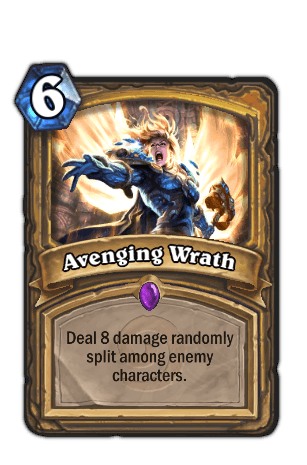 6
Avenging Wrath
Deal 8 damage randomly
split among enemy
characters.